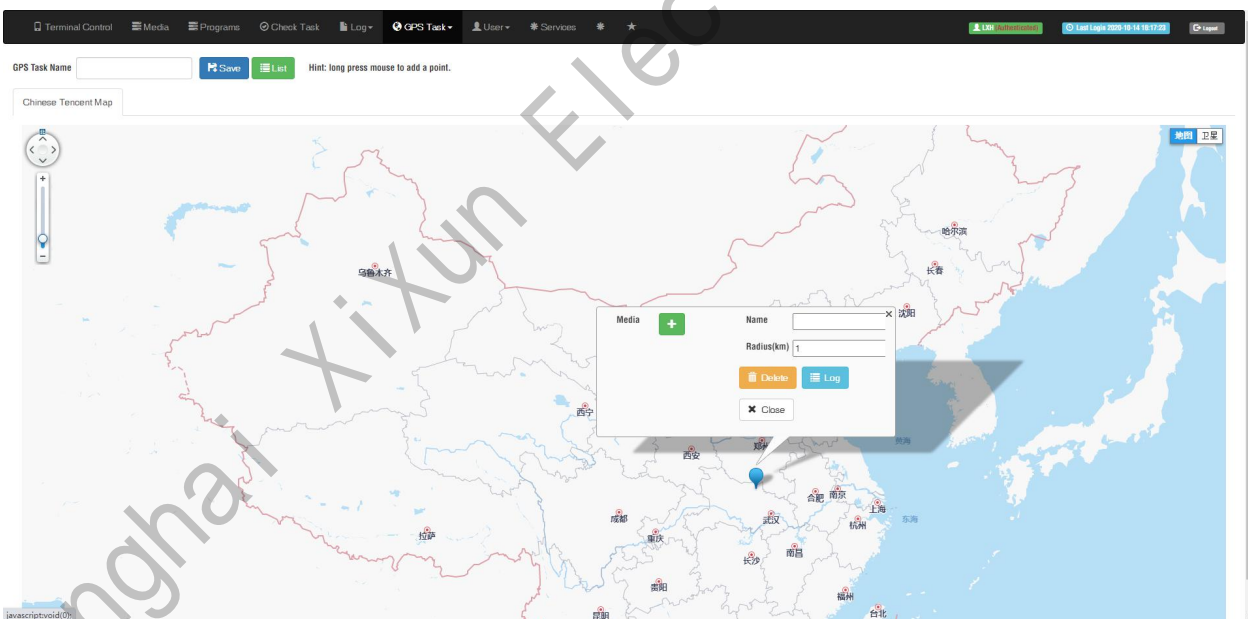 Terminal Control Media Programs Check Task Log GPS Task User Services LXH (Authenticated) Last Login 2020-10-14 10:17:23 Logout
GPS Task Name Save List Hint: long press mouse to add a point.
Chinese Tencent Map
地图 卫星
哈尔滨
乌鲁木齐
长春
沈阳
Media Name
Radius(km) 1
Delete Log
Close
西宁
郑州
西安
合肥 南京
上海
成都
武汉
杭州
东海
拉萨
重庆
长沙
南昌
贵阳
福州
昆明
台北
javascript:void(0);
nghai XiXun Elec